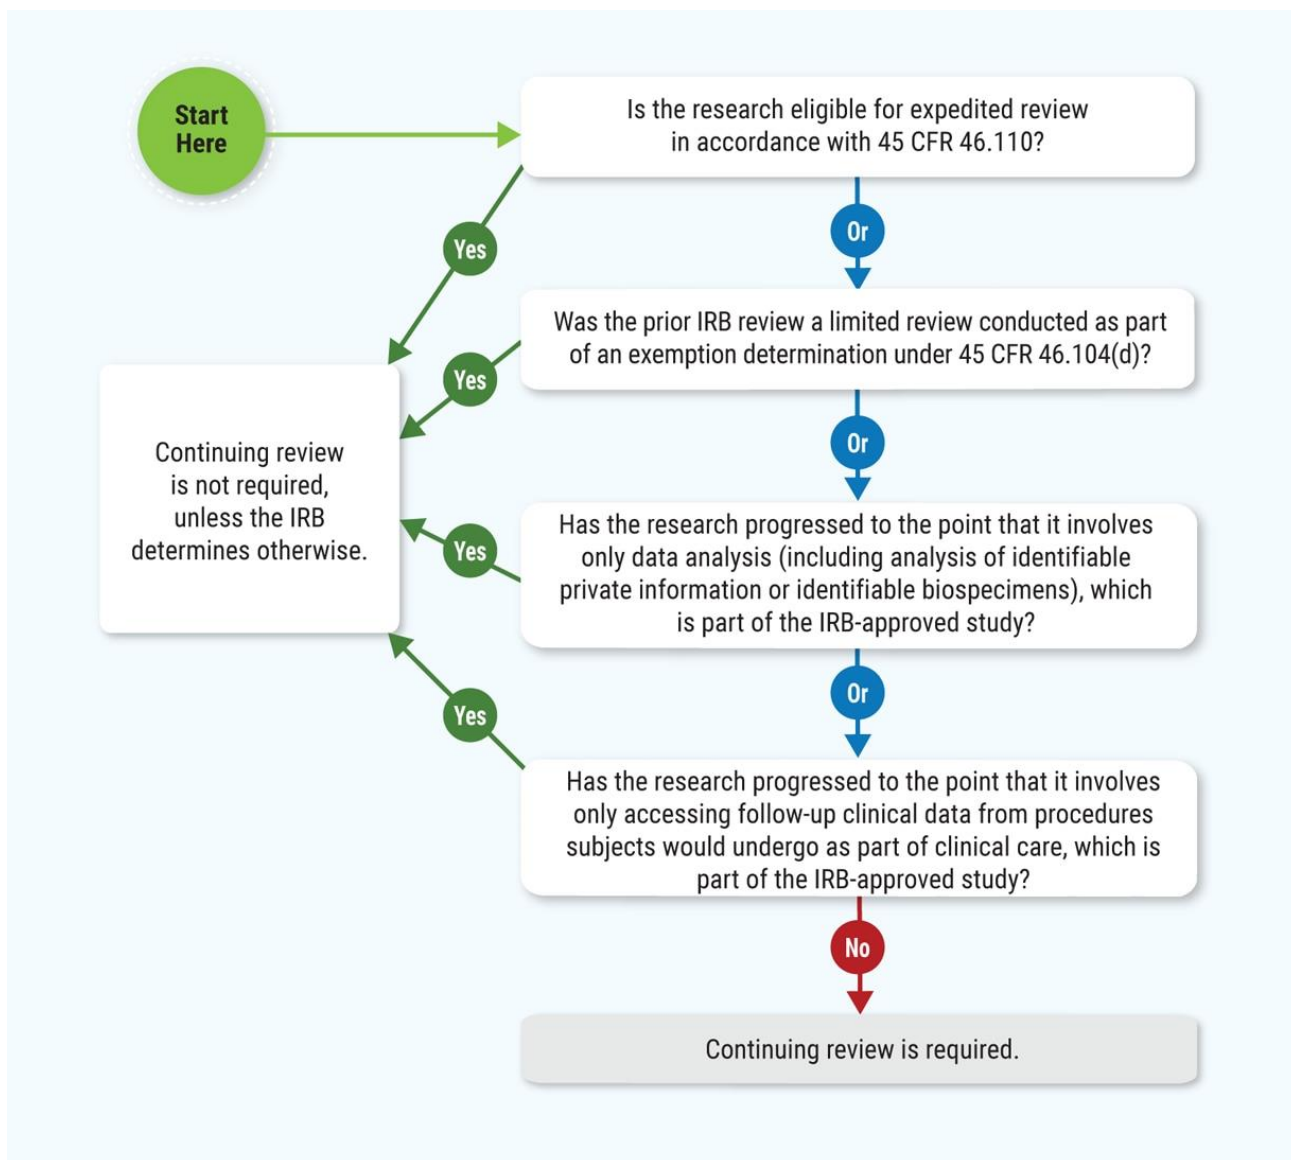 Start
Here
Is the research eligible for expedited review
in accordance with 45 CFR 46.110?
Yes
Or
Was the prior IRB review a limited review conducted as part
of an exemption determination under 45 CFR 46.104(d)?
Yes
Or
Continuing review
is not required,
unless the IRB
determines otherwise.
Has the research progressed to the point that it involves
only data analysis (including analysis of identifiable
private information or identifiable biospecimens), which
is part of the IRB-approved study?
Yes
Or
Yes
Has the research progressed to the point that it involves
only accessing follow-up clinical data from procedures
subjects would undergo as part of clinical care, which is
part of the IRB-approved study?
No
Continuing review is required.